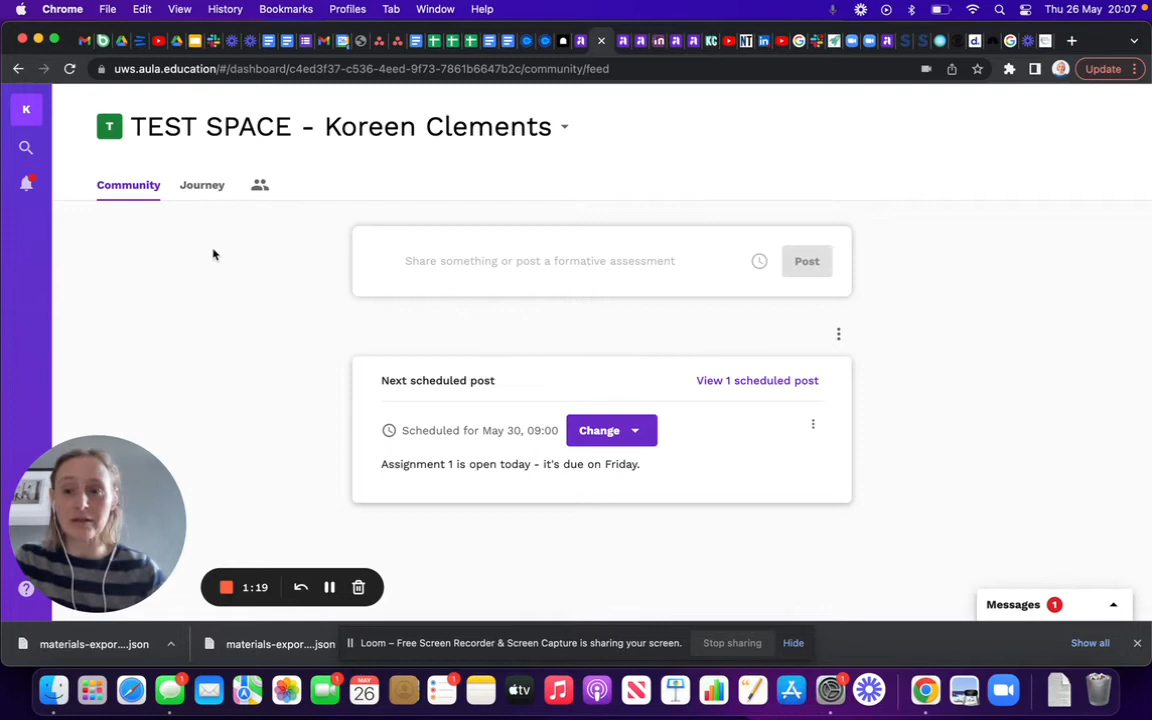 Chrome File Edit View History Bookmarks Profiles Tab Window Help Thu 26 May 20:07
uws.aula.education/#/dashboard/c4ed3f37-c536-4eed-9f73-7861b6647b2c/community/feed Update
K
T TEST SPACE - Koreen Clements
Community Journey
Share something or post a formative assessment Post
Next scheduled post View 1 scheduled post
Scheduled for May 30, 09:00 Change
Assignment 1 is open today - it's due on Friday.
1:19
Messages 1
materials-expor....json materials-expor....json Loom – Free Screen Recorder & Screen Capture is sharing your screen. Stop sharing Hide Show all